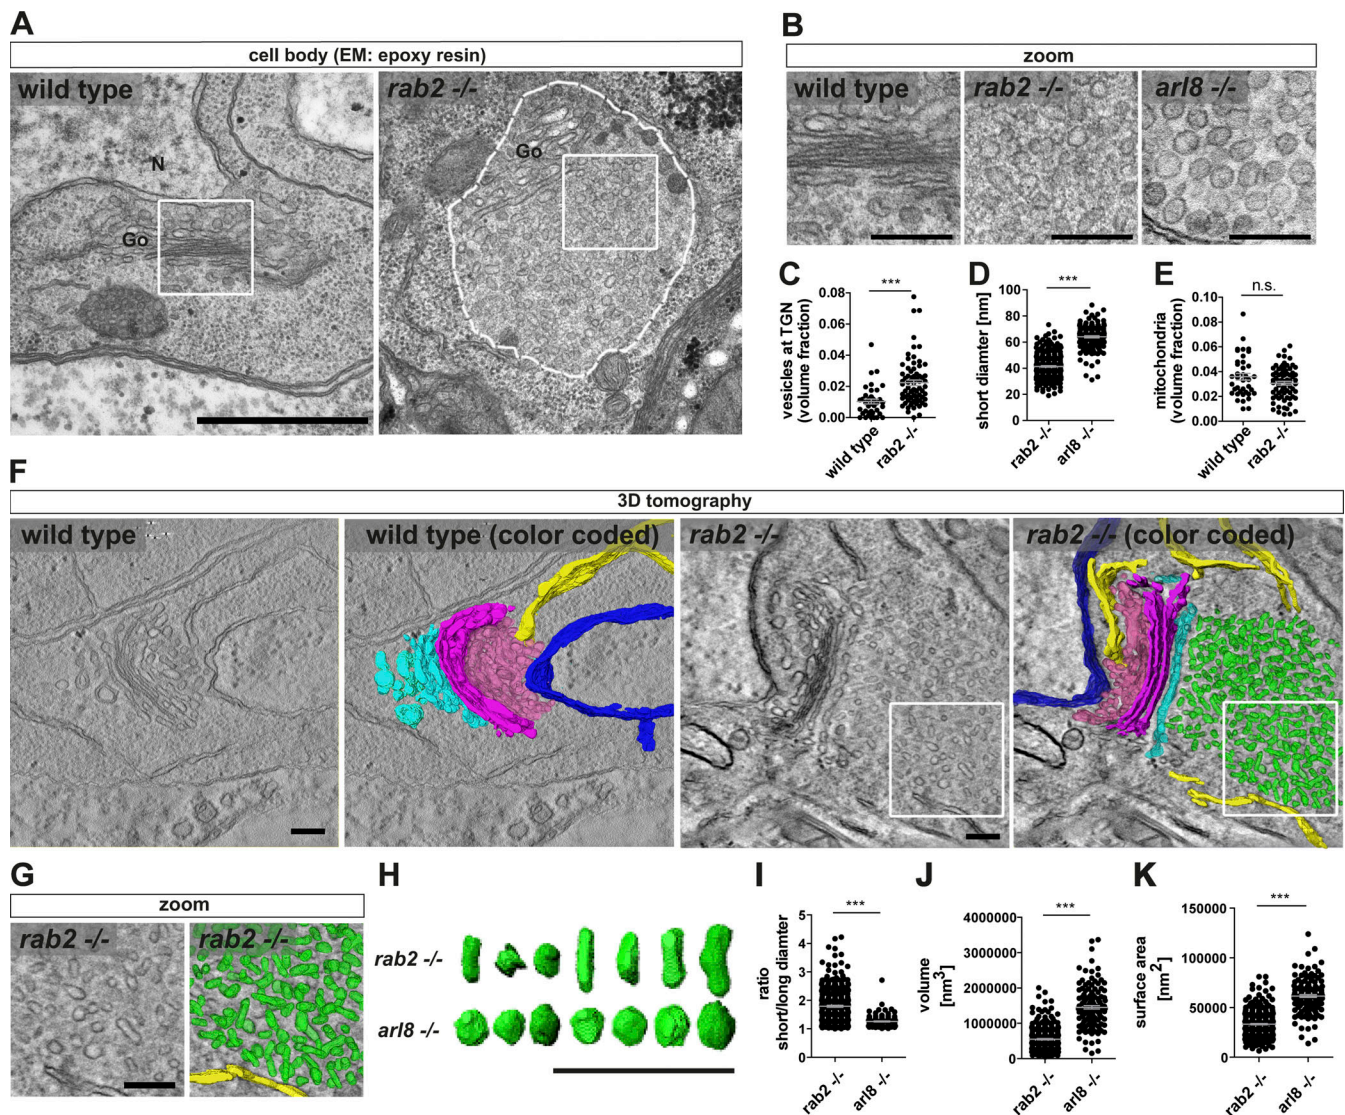 A
cell body (EM: epoxy resin)
wild type
N
Go
rab2 -/-
Go
B
zoom
wild type
rab2 -/-
arl8 -/-
C
vesicles at TGN
(volume fraction)
0.08
0.06
0.04
0.02
0.00
***
wild type
rab2 -/-
D
short diamter [nm]
100
80
60
40
20
0
***
rab2 -/-
arl8 -/-
E
mitochondria
(volume fraction)
0.10
0.08
0.06
0.04
0.02
0.00
n.s.
wild type
rab2 -/-
F
3D tomography
wild type
wild type (color coded)
rab2 -/-
rab2 -/- (color coded)
G
zoom
rab2 -/-
rab2 -/-
H
rab2 -/-
arl8 -/-
I
ratio
short/long diamter
5
4
3
2
1
0
***
rab2 -/-
arl8 -/-
J
volume
[nm3]
4000000
3000000
2000000
1000000
0
***
rab2 -/-
arl8 -/-
K
surface area
[nm2]
150000
100000
50000
0
***
rab2 -/-
arl8 -/-